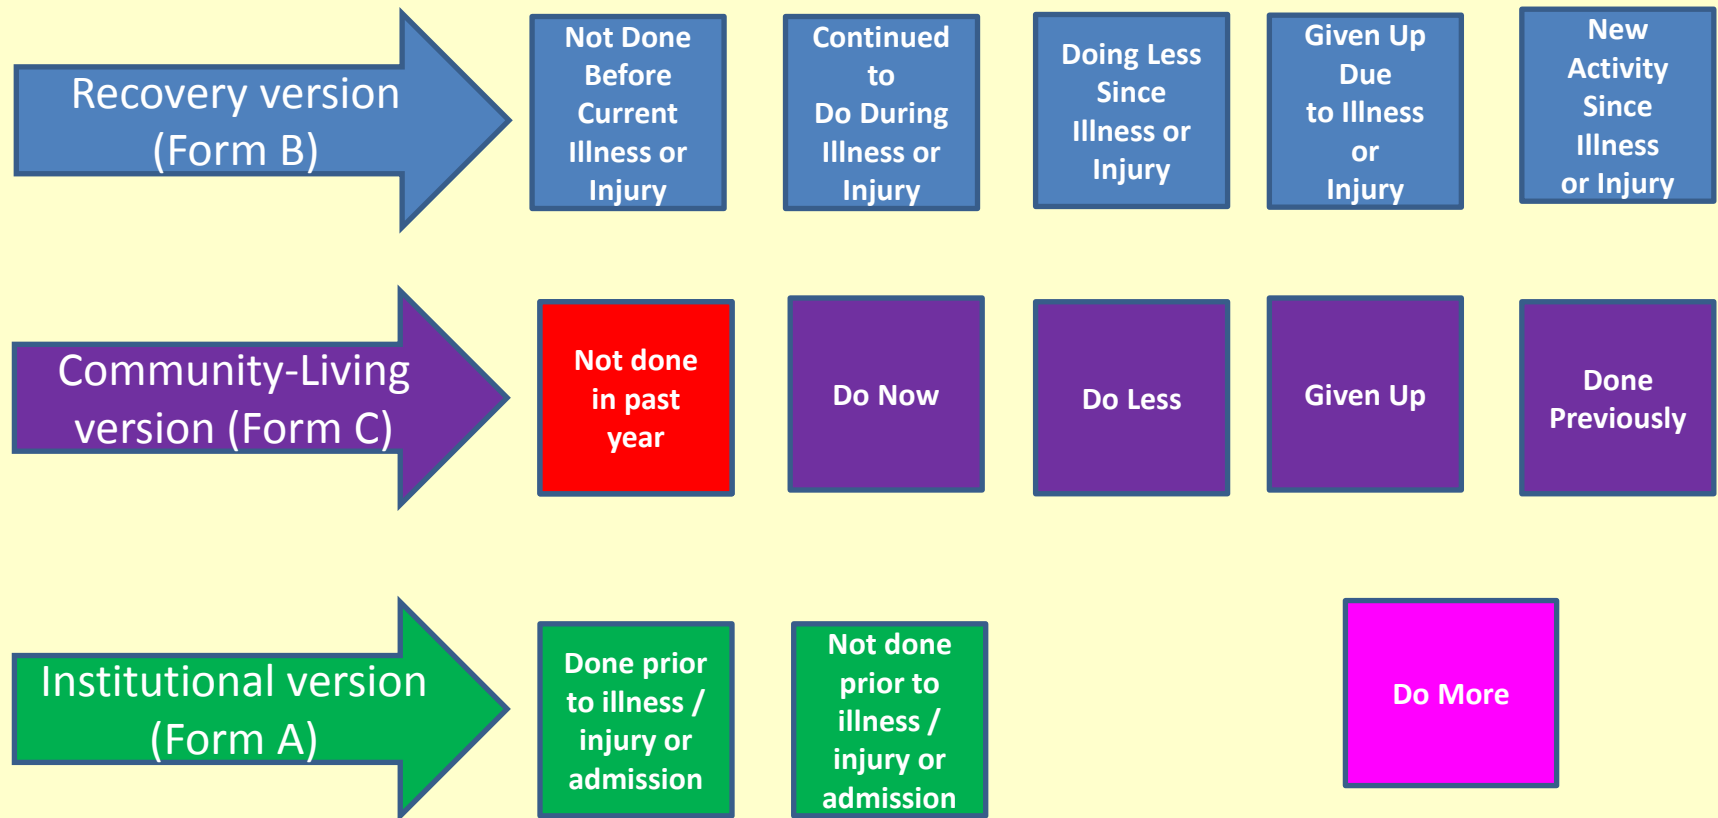 Recovery version
(Form B)
Not Done
Before
Current
Illness or
Injury
Continued
to
Do During
Illness or
Injury
Doing Less
Since
Illness or
Injury
Given Up
Due
to Illness
or
Injury
New
Activity
Since
Illness
or Injury
Community-Living
version (Form C)
Not done
in past
year
Do Now
Do Less
Given Up
Done
Previously
Institutional version
(Form A)
Done prior
to illness /
injury or
admission
Not done
prior to
illness /
injury or
admission
Do More